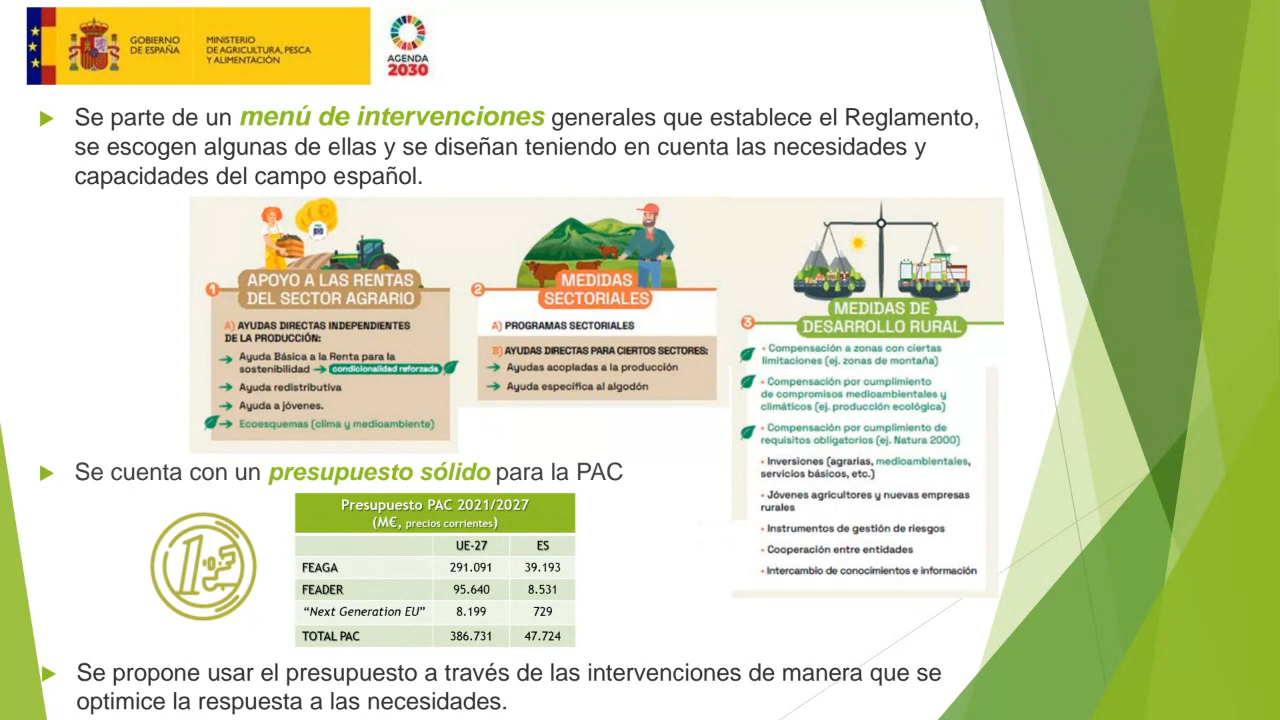 GOBIERNO
DE ESPAÑA
MINISTERIO
DE AGRICULTURA, PESCA
Y ALIMENTACIÓN
AGENDA
2030
Se parte de un menú de intervenciones generales que establece el Reglamento,
se escogen algunas de ellas y se diseñan teniendo en cuenta las necesidades y
capacidades del campo español.
1
APOYO A LAS RENTAS
DEL SECTOR AGRARIO
A) AYUDAS DIRECTAS INDEPENDIENTES
DE LA PRODUCCIÓN:
Ayuda Básica a la Renta para la
sostenibilidad → condicionalidad reforzada
Ayuda redistributiva
Ayuda a jóvenes.
Ecoesquemas (clima y medioambiente)
2
MEDIDAS
SECTORIALES
A) PROGRAMAS SECTORIALES
B) AYUDAS DIRECTAS PARA CIERTOS SECTORES:
Ayudas acopladas a la producción
Ayuda específica al algodón
3
MEDIDAS DE
DESARROLLO RURAL
• Compensación a zonas con ciertas
limitaciones (ej. zonas de montaña)
• Compensación por cumplimiento
de compromisos medioambientales y
climáticos (ej. producción ecológica)
• Compensación por cumplimiento de
requisitos obligatorios (ej. Natura 2000)
• Inversiones (agrarias, medioambientales,
servicios básicos, etc.)
• Jóvenes agricultores y nuevas empresas
rurales
• Instrumentos de gestión de riesgos
• Cooperación entre entidades
• Intercambio de conocimientos e información
Se cuenta con un presupuesto sólido para la PAC
Presupuesto PAC 2021/2027
(M€, precios corrientes)
UE-27 ES
FEAGA 291.091 39.193
FEADER 95.640 8.531
“Next Generation EU” 8.199 729
TOTAL PAC 386.731 47.724
Se propone usar el presupuesto a través de las intervenciones de manera que se
optimice la respuesta a las necesidades.